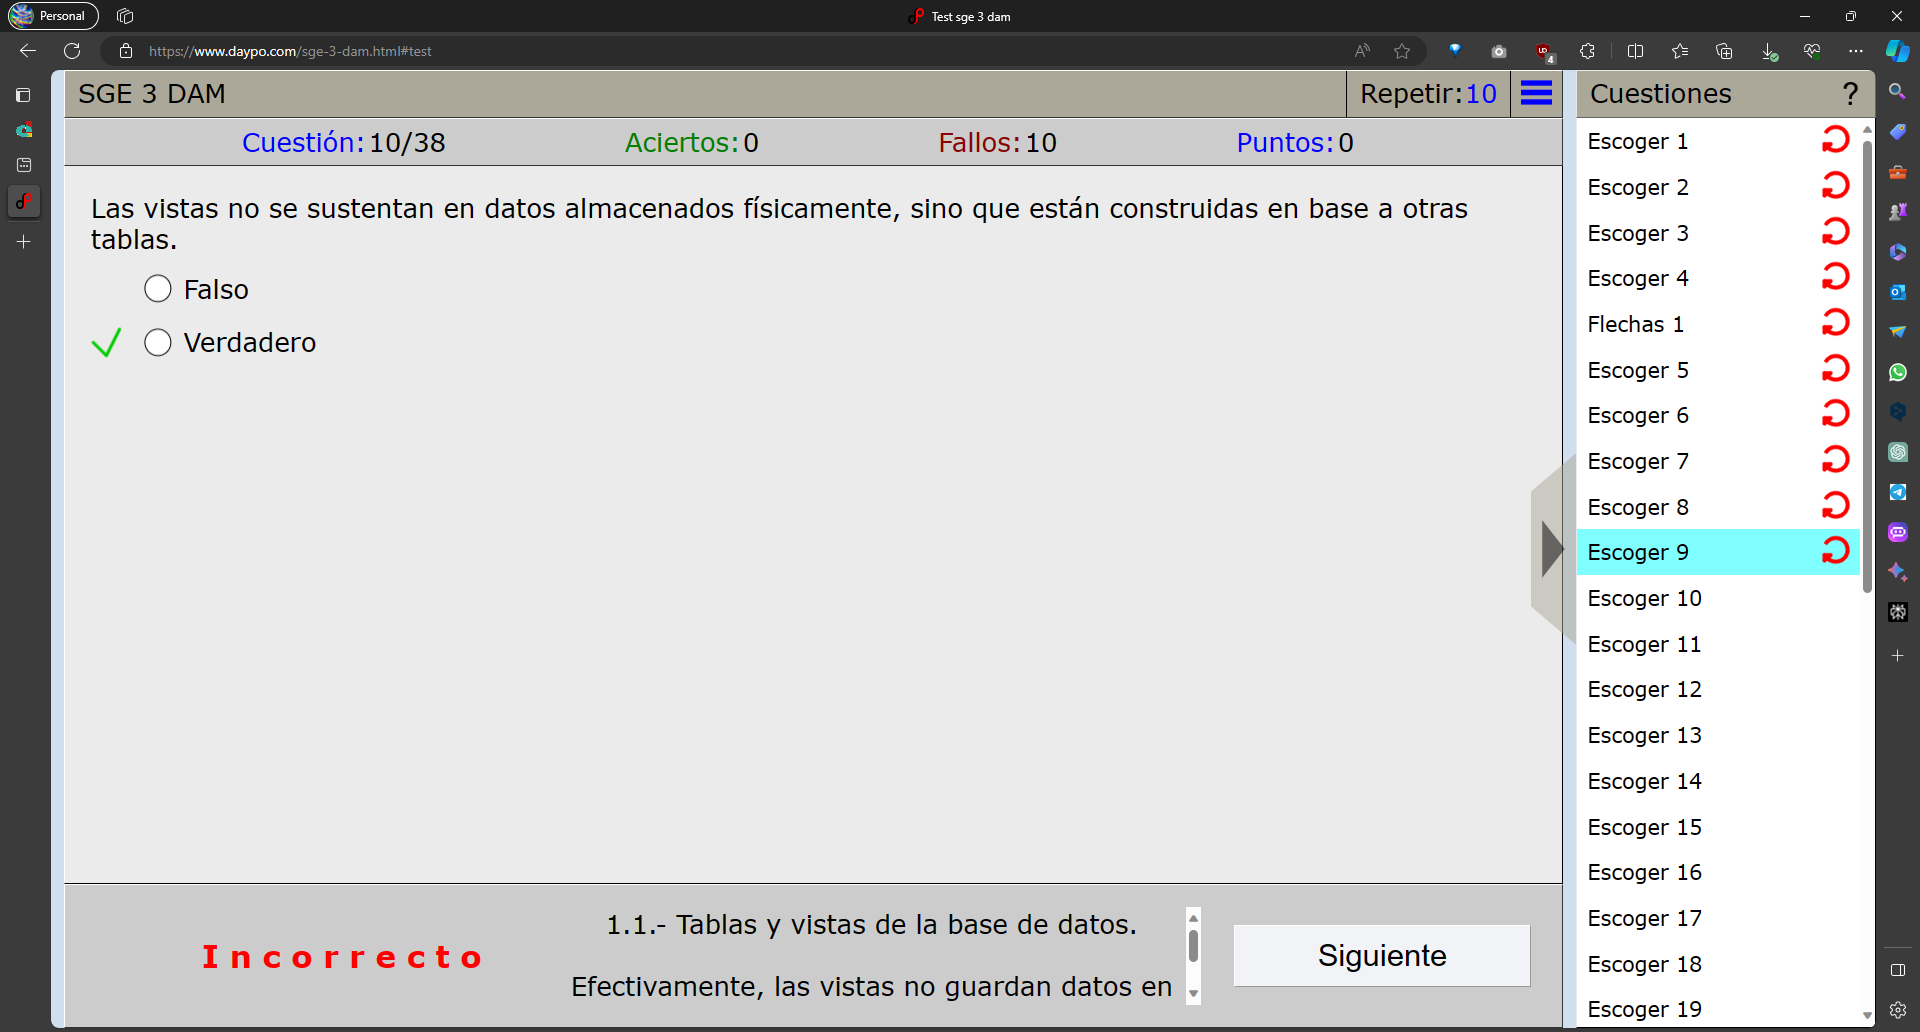 Personal
Test sge 3 dam
https://www.daypo.com/sge-3-dam.html#test
SGE 3 DAM
Repetir:10
Cuestión:10/38
Aciertos:0
Fallos:10
Puntos:0
Las vistas no se sustentan en datos almacenados físicamente, sino que están construidas en base a otras
tablas.
Falso
Verdadero
Incorrecto
1.1.- Tablas y vistas de la base de datos.
Efectivamente, las vistas no guardan datos en
Siguiente
Cuestiones
?
Escoger 1
Escoger 2
Escoger 3
Escoger 4
Flechas 1
Escoger 5
Escoger 6
Escoger 7
Escoger 8
Escoger 9
Escoger 10
Escoger 11
Escoger 12
Escoger 13
Escoger 14
Escoger 15
Escoger 16
Escoger 17
Escoger 18
Escoger 19
4